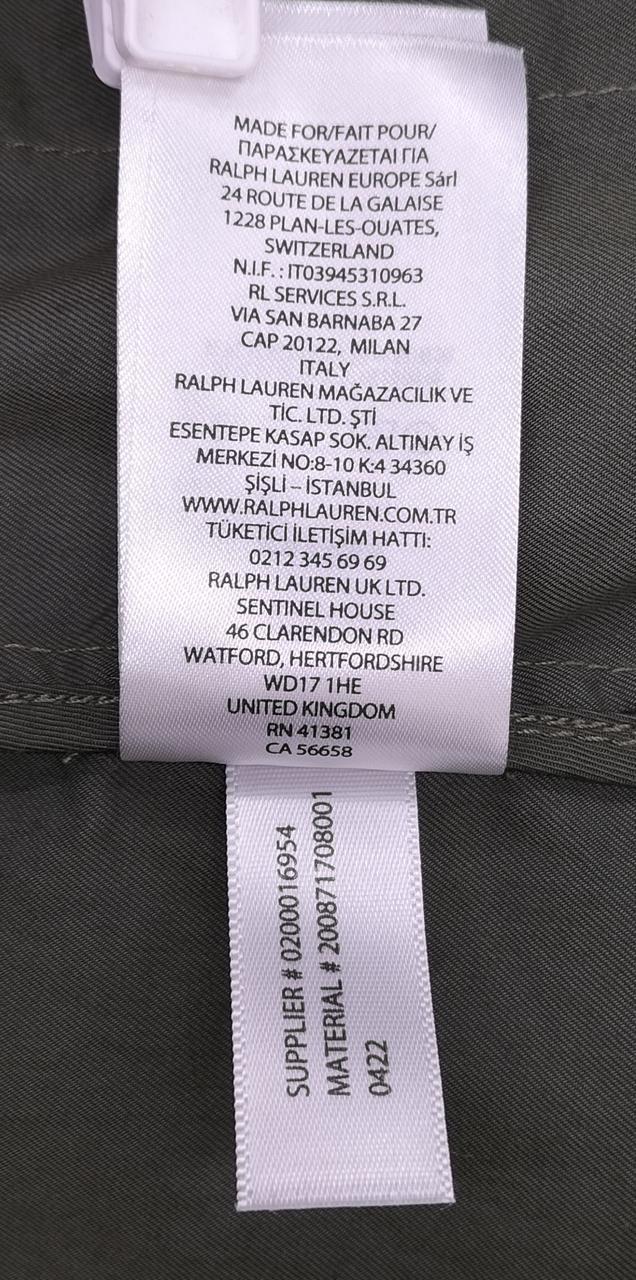 MADE FOR/FAIT POUR/
ΠΑΡΑΣΚΕΥΑΖΕΤΑΙ ΓΙΑ
RALPH LAUREN EUROPE Sárl
24 ROUTE DE LA GALAISE
1228 PLAN-LES-OUATES,
SWITZERLAND
N.I.F. : IT03945310963
RL SERVICES S.R.L.
VIA SAN BARNABA 27
CAP 20122, MILAN
ITALY
RALPH LAUREN MAĞAZACILIK VE
TİC. LTD. ŞTİ
ESENTEPE KASAP SOK. ALTINAY İŞ
MERKEZİ NO:8-10 K:4 34360
ŞİŞLİ – İSTANBUL
WWW.RALPHLAUREN.COM.TR
TÜKETİCİ İLETİŞİM HATTI:
0212 345 69 69
RALPH LAUREN UK LTD.
SENTINEL HOUSE
46 CLARENDON RD
WATFORD, HERTFORDSHIRE
WD17 1HE
UNITED KINGDOM
RN 41381
CA 56658
SUPPLIER # 0200016954
MATERIAL # 200871708001
0422